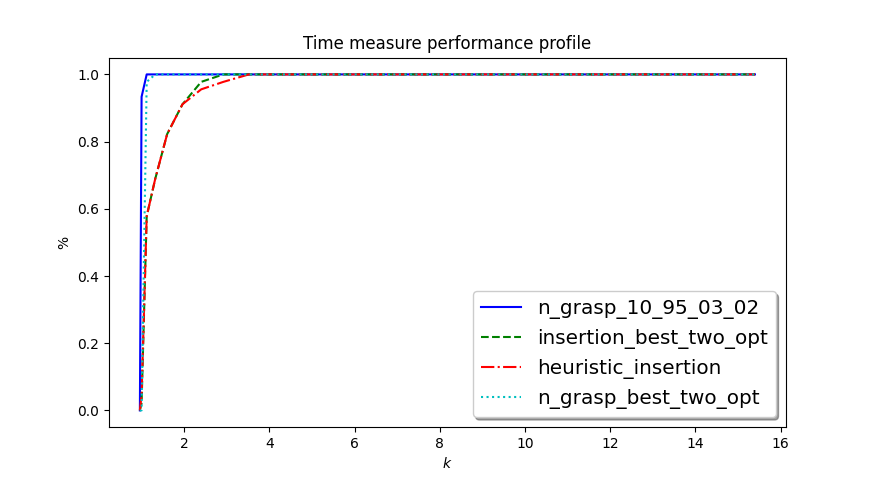 Time measure performance profile
1.0
0.8
0.6
0.4
0.2
0.0
%
n_grasp_10_95_03_02
insertion_best_two_opt
heuristic_insertion
n_grasp_best_two_opt
2 4 6 8 10 12 14 16
k